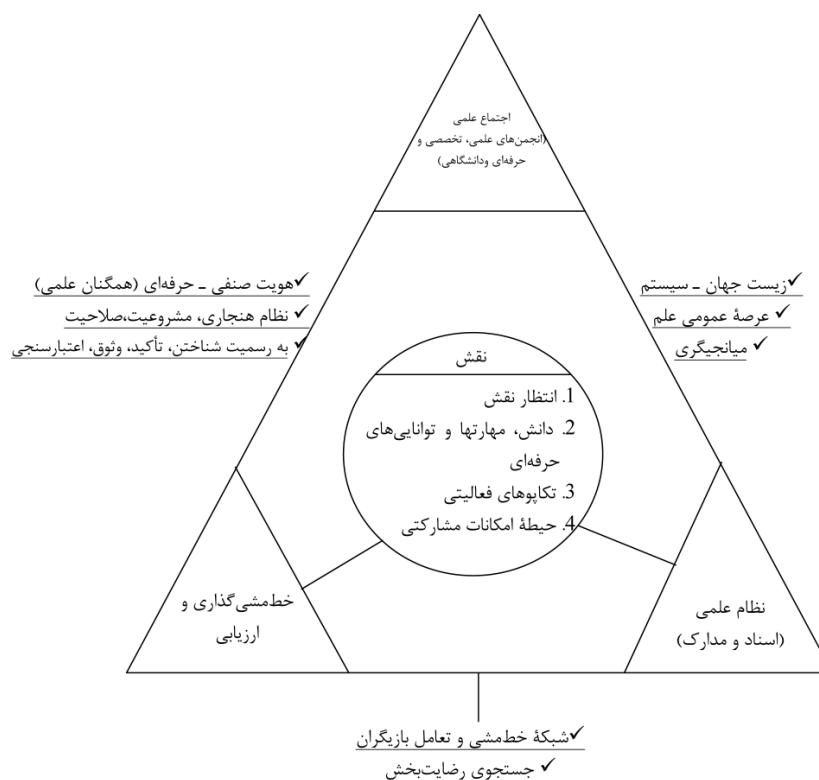 اجتماع علمی
(انجمن‌های علمی، تخصصی و
حرفه‌ای ودانشگاهی)
✓زیست جهان ـ سیستم
✓ عرصهٔ عمومی علم
✓ میانجیگری
✓هویت صنفی ـ حرفه‌ای (همگنان علمی)
✓ نظام هنجاری، مشروعیت،صلاحیت
✓ به رسمیت شناختن، تأکید، وثوق، اعتبارسنجی
نقش
1. انتظار نقش
2. دانش، مهارتها و توانایی‌های
حرفه‌ای
3. تکاپوهای فعالیتی
4. حیطهٔ امکانات مشارکتی
نظام علمی
(اسناد و مدارک)
خط‌مشی‌گذاری و
ارزیابی
✓شبکهٔ خط‌مشی و تعامل بازیگران
✓ جستجوی رضایت‌بخش